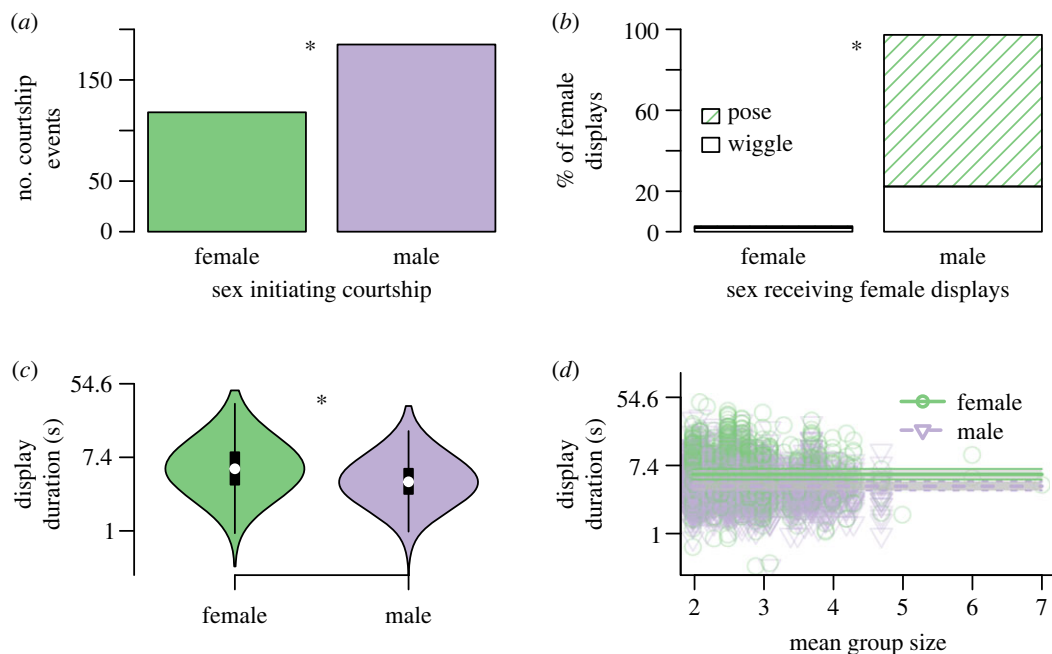 (a)
no. courtship
events
150
50
0
*
female
male
sex initiating courtship
(b)
% of female
displays
100
60
20
0
*
pose
wiggle
female
male
sex receiving female displays
(c)
display
duration (s)
54.6
7.4
1
*
female
male
(d)
display
duration (s)
54.6
7.4
1
female
male
2 3 4 5 6 7
mean group size